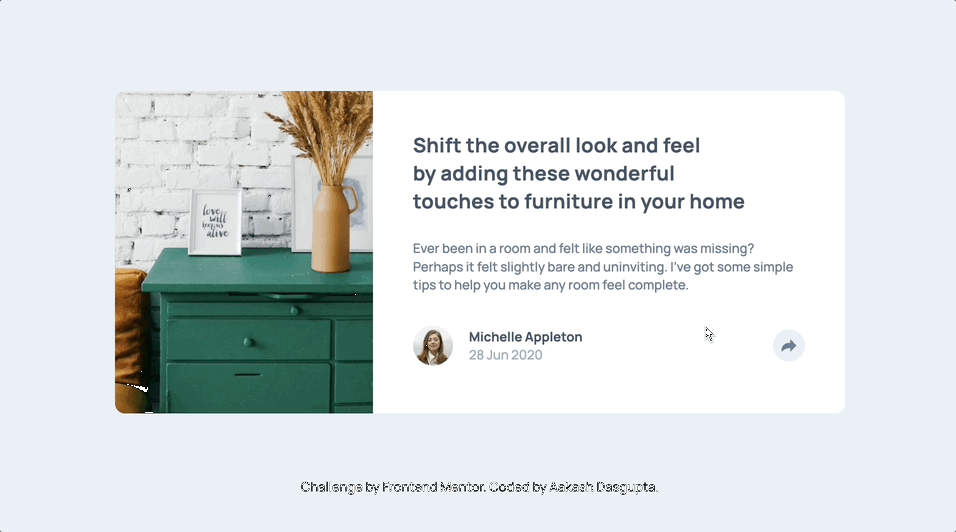 love
will
keep us
alive
Shift the overall look and feel
by adding these wonderful
touches to furniture in your home
Ever been in a room and felt like something was missing?
Perhaps it felt slightly bare and uninviting. I've got some simple
tips to help you make any room feel complete.
Michelle Appleton
28 Jun 2020
Challenge by Frontend Mentor. Coded by Aakash Dasgupta.